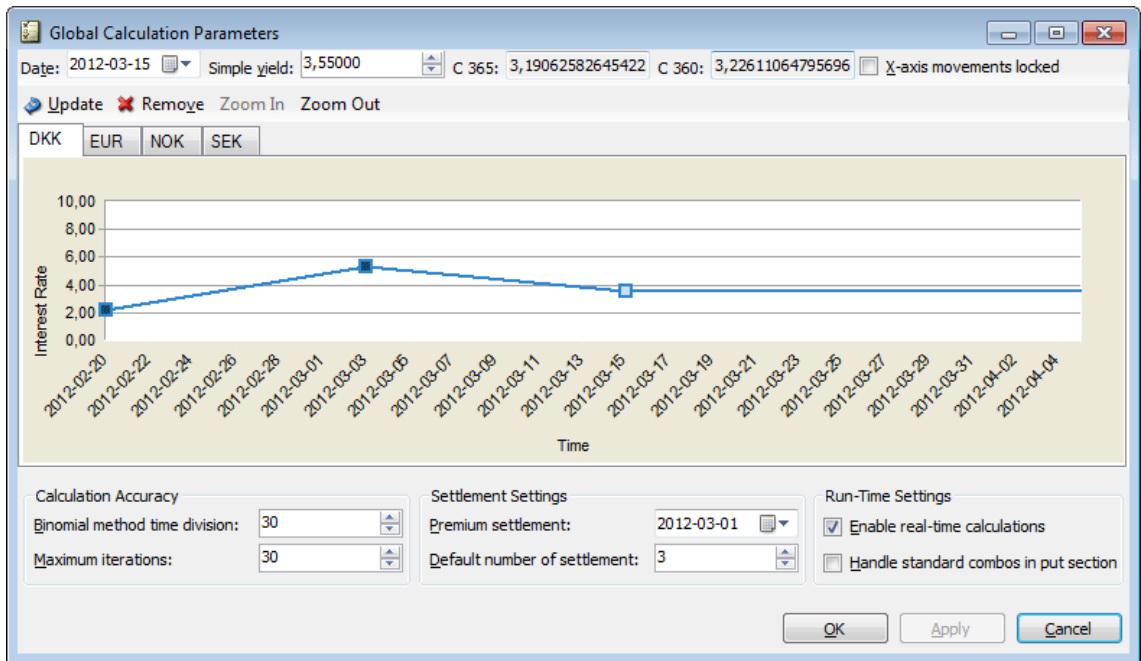 Global Calculation Parameters
Date: 2012-03-15 Simple yield: 3,55000 C 365: 3,19062582645422 C 360: 3,22611064795696 X-axis movements locked
Update Remove Zoom In Zoom Out
DKK EUR NOK SEK
10,00
8,00
6,00
4,00
2,00
0,00
Interest Rate
2012-02-20 2012-02-22 2012-02-24 2012-02-26 2012-02-28 2012-03-01 2012-03-03 2012-03-05 2012-03-07 2012-03-09 2012-03-11 2012-03-13 2012-03-15 2012-03-17 2012-03-19 2012-03-21 2012-03-23 2012-03-25 2012-03-27 2012-03-29 2012-03-31 2012-04-02 2012-04-04
Time
Calculation Accuracy Settlement Settings Run-Time Settings
Binomial method time division: 30 Premium settlement: 2012-03-01 Enable real-time calculations
Maximum iterations: 30 Default number of settlement: 3 Handle standard combos in put section
OK Apply Cancel